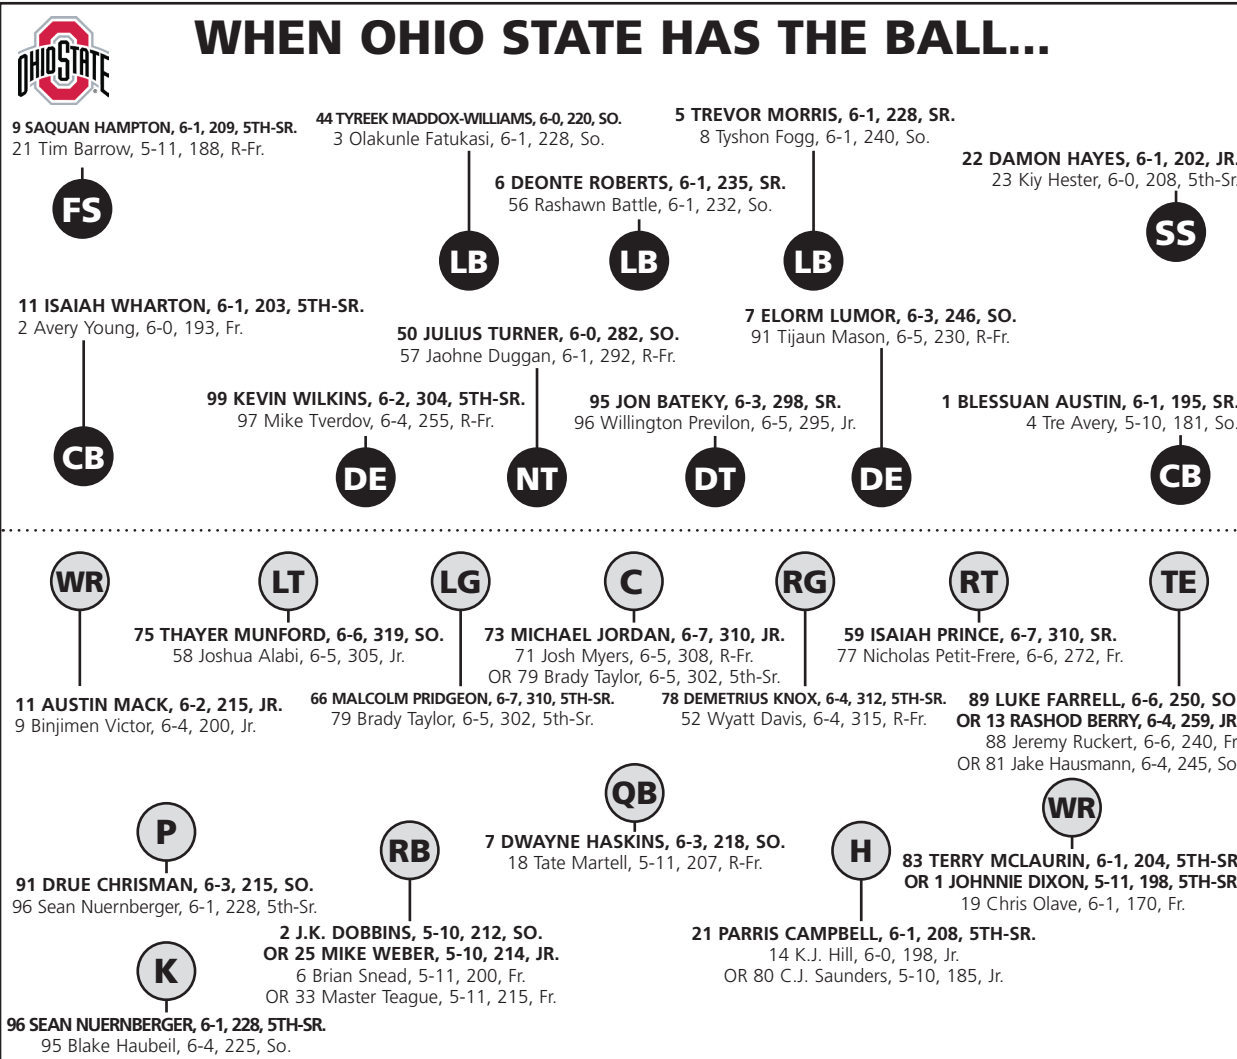 OHIO STATE
WHEN OHIO STATE HAS THE BALL...
9 SAQUAN HAMPTON, 6-1, 209, 5TH-SR.
21 Tim Barrow, 5-11, 188, R-Fr.
FS
44 TYREEK MADDOX-WILLIAMS, 6-0, 220, SO.
3 Olakunle Fatukasi, 6-1, 228, So.
LB
6 DEONTE ROBERTS, 6-1, 235, SR.
56 Rashawn Battle, 6-1, 232, So.
LB
5 TREVOR MORRIS, 6-1, 228, SR.
8 Tyshon Fogg, 6-1, 240, So.
LB
22 DAMON HAYES, 6-1, 202, JR.
23 Kiy Hester, 6-0, 208, 5th-Sr.
SS
11 ISAIAH WHARTON, 6-1, 203, 5TH-SR.
2 Avery Young, 6-0, 193, Fr.
CB
99 KEVIN WILKINS, 6-2, 304, 5TH-SR.
97 Mike Tverdov, 6-4, 255, R-Fr.
DE
50 JULIUS TURNER, 6-0, 282, SO.
57 Jaohne Duggan, 6-1, 292, R-Fr.
NT
95 JON BATEKY, 6-3, 298, SR.
96 Willington Previlon, 6-5, 295, Jr.
DT
7 ELORM LUMOR, 6-3, 246, SO.
91 Tijaun Mason, 6-5, 230, R-Fr.
DE
1 BLESSUAN AUSTIN, 6-1, 195, SR.
4 Tre Avery, 5-10, 181, So.
CB
WR
11 AUSTIN MACK, 6-2, 215, JR.
9 Binjimen Victor, 6-4, 200, Jr.
LT
75 THAYER MUNFORD, 6-6, 319, SO.
58 Joshua Alabi, 6-5, 305, Jr.
LG
66 MALCOLM PRIDGEON, 6-7, 310, 5TH-SR.
79 Brady Taylor, 6-5, 302, 5th-Sr.
C
73 MICHAEL JORDAN, 6-7, 310, JR.
71 Josh Myers, 6-5, 308, R-Fr.
OR 79 Brady Taylor, 6-5, 302, 5th-Sr.
RG
78 DEMETRIUS KNOX, 6-4, 312, 5TH-SR.
52 Wyatt Davis, 6-4, 315, R-Fr.
RT
59 ISAIAH PRINCE, 6-7, 310, SR.
77 Nicholas Petit-Frere, 6-6, 272, Fr.
TE
89 LUKE FARRELL, 6-6, 250, SO
OR 13 RASHOD BERRY, 6-4, 259, JR
88 Jeremy Ruckert, 6-6, 240, Fr
OR 81 Jake Hausmann, 6-4, 245, So
P
91 DRUE CHRISMAN, 6-3, 215, SO.
96 Sean Nuernberger, 6-1, 228, 5th-Sr.
RB
2 J.K. DOBBINS, 5-10, 212, SO.
OR 25 MIKE WEBER, 5-10, 214, JR.
6 Brian Snead, 5-11, 200, Fr.
OR 33 Master Teague, 5-11, 215, Fr.
QB
7 DWAYNE HASKINS, 6-3, 218, SO.
18 Tate Martell, 5-11, 207, R-Fr.
H
21 PARRIS CAMPBELL, 6-1, 208, 5TH-SR.
14 K.J. Hill, 6-0, 198, Jr.
OR 80 C.J. Saunders, 5-10, 185, Jr.
WR
83 TERRY MCLAURIN, 6-1, 204, 5TH-SR
OR 1 JOHNNIE DIXON, 5-11, 198, 5TH-SR
19 Chris Olave, 6-1, 170, Fr.
K
96 SEAN NUERNBERGER, 6-1, 228, 5TH-SR.
95 Blake Haubeil, 6-4, 225, So.